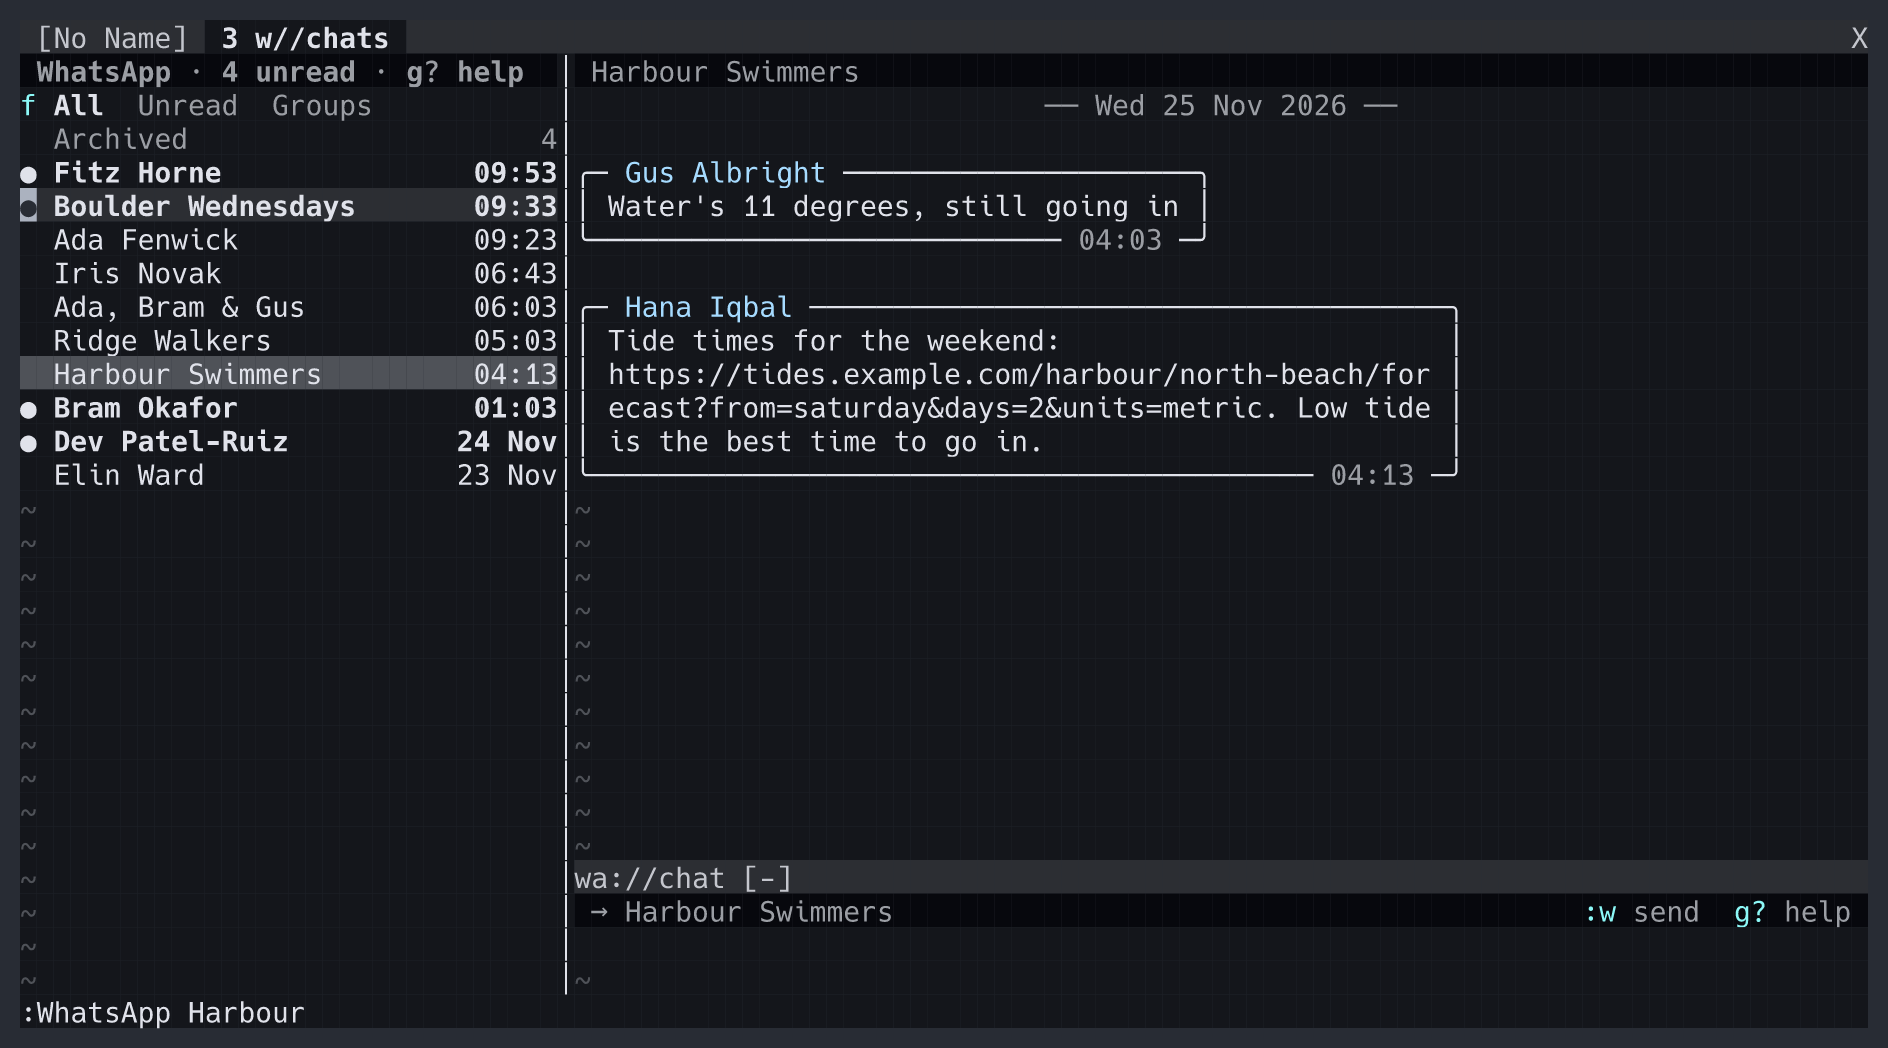 [No Name]  3 w//chats  X
WhatsApp · 4 unread · g? help
f All  Unread  Groups
Archived  4
● Fitz Horne  09:53
● Boulder Wednesdays  09:33
Ada Fenwick  09:23
Iris Novak  06:43
Ada, Bram & Gus  06:03
Ridge Walkers  05:03
Harbour Swimmers  04:13
● Bram Okafor  01:03
● Dev Patel-Ruiz  24 Nov
Elin Ward  23 Nov
Harbour Swimmers
── Wed 25 Nov 2026 ──
Gus Albright
Water's 11 degrees, still going in
04:03
Hana Iqbal
Tide times for the weekend:
https://tides.example.com/harbour/north-beach/for
ecast?from=saturday&days=2&units=metric. Low tide
is the best time to go in.
04:13
wa://chat [-]
→ Harbour Swimmers  :w send  g? help
:WhatsApp Harbour